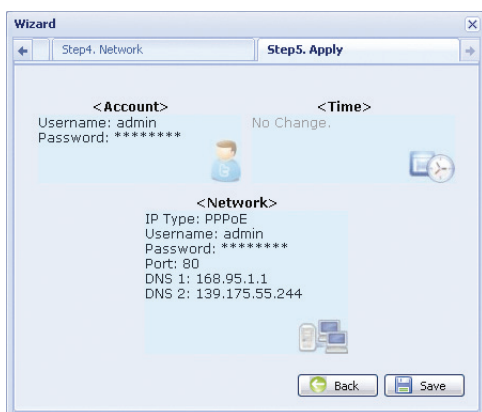 Wizard
Step4. Network
Step5. Apply
<Account>
Username: admin
Password: ********
<Time>
No Change.
<Network>
IP Type: PPPoE
Username: admin
Password: ********
Port: 80
DNS 1: 168.95.1.1
DNS 2: 139.175.55.244
Back
Save